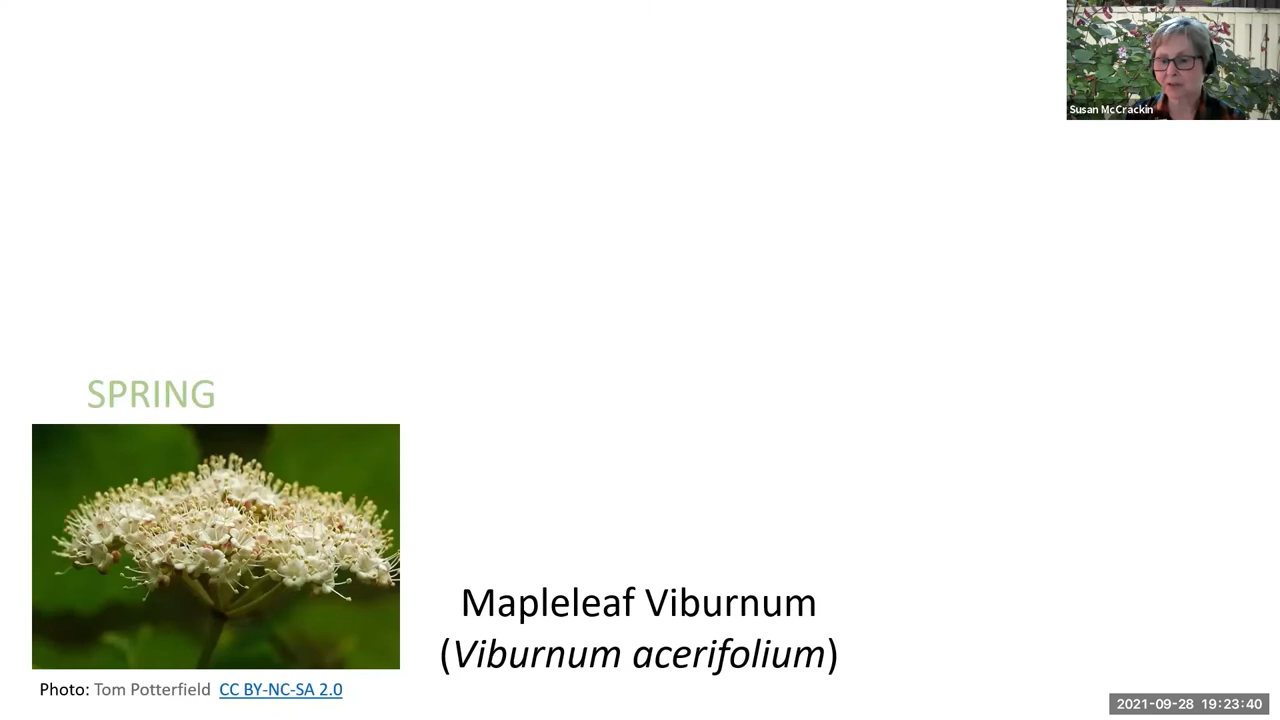 Susan McCrackin
SPRING
Mapleleaf Viburnum
(Viburnum acerifolium)
Photo: Tom Potterfield CC BY-NC-SA 2.0
2021-09-28 19:23:40